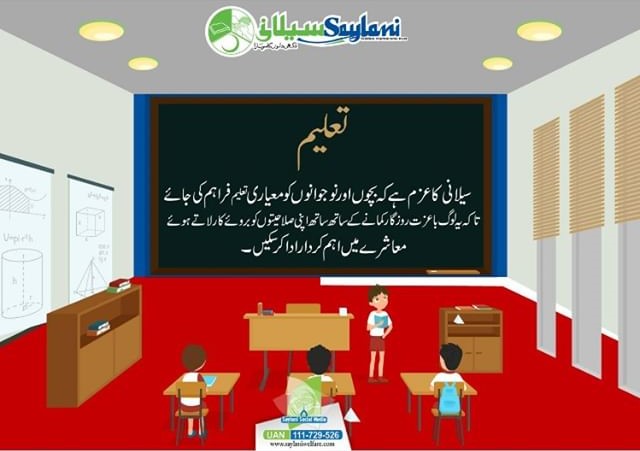 سیلانی Saylani
تعلیم
سیلانی کا عزم ہے کہ بچوں اور نوجوانوں کو معیاری تعلیم فراہم کی جائے
تاکہ یہ لوگ باعزت روزگار کمانے کے ساتھ ساتھ اپنی صلاحیتوں کو بروئے کار لاتے ہوئے
معاشرے میں اہم کردار ادا کرسکیں۔
Saylani Social Media
UAN 111-729-526
www.saylaniwelfare.com